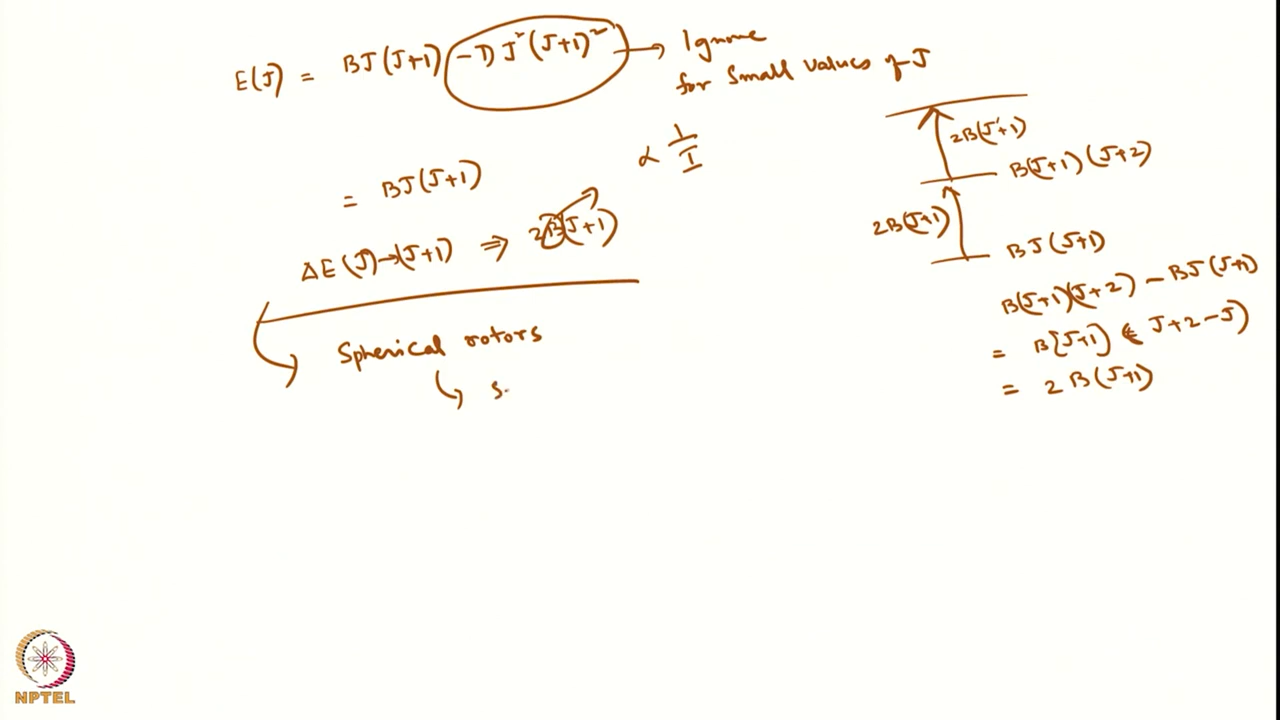 E(J) = BJ(J+1) -D J²(J+1)² → Ignore
for small values of J
= BJ(J+1)
∝ 1/I
ΔE (J)→(J+1) ⇒ 2B(J+1)
Spherical rotors
s
2B(J'+1)
B(J+1)(J+2)
2B(J+1)
BJ(J+1)
B(J+1)(J+2) - BJ(J+1)
= B(J+1) ( J+2-J)
= 2B(J+1)
NPTEL